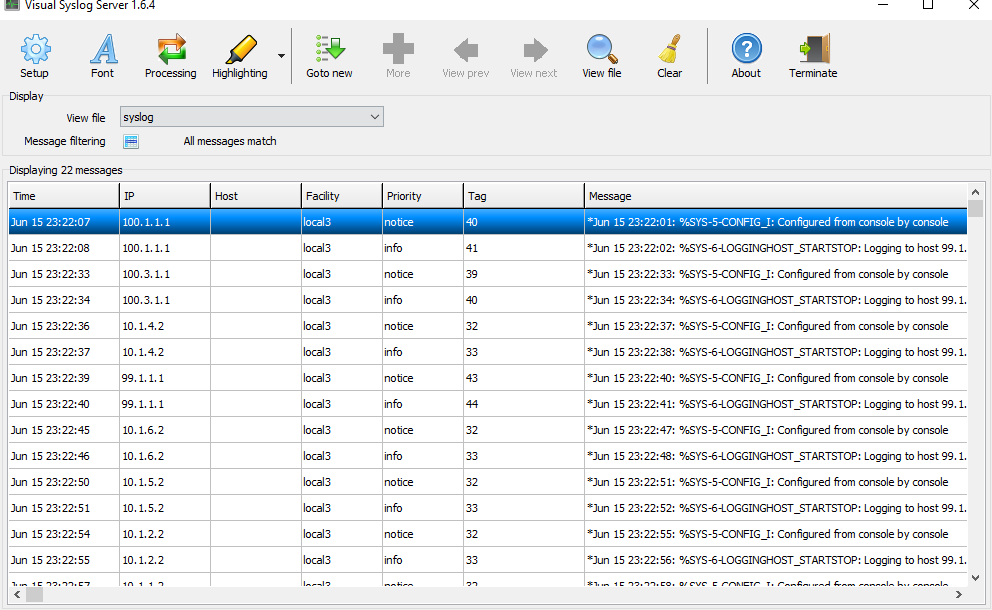 Visual Syslog Server 1.6.4
Setup Font Processing Highlighting Goto new More View prev View next View file Clear About Terminate
Display
View file syslog
Message filtering All messages match
Displaying 22 messages
Time IP Host Facility Priority Tag Message
Jun 15 23:22:07 100.1.1.1 local3 notice 40 *Jun 15 23:22:01: %SYS-5-CONFIG_I: Configured from console by console
Jun 15 23:22:08 100.1.1.1 local3 info 41 *Jun 15 23:22:02: %SYS-6-LOGGINGHOST_STARTSTOP: Logging to host 99.1.
Jun 15 23:22:33 100.3.1.1 local3 notice 39 *Jun 15 23:22:33: %SYS-5-CONFIG_I: Configured from console by console
Jun 15 23:22:34 100.3.1.1 local3 info 40 *Jun 15 23:22:34: %SYS-6-LOGGINGHOST_STARTSTOP: Logging to host 99.1.
Jun 15 23:22:36 10.1.4.2 local3 notice 32 *Jun 15 23:22:37: %SYS-5-CONFIG_I: Configured from console by console
Jun 15 23:22:37 10.1.4.2 local3 info 33 *Jun 15 23:22:38: %SYS-6-LOGGINGHOST_STARTSTOP: Logging to host 99.1.
Jun 15 23:22:39 99.1.1.1 local3 notice 43 *Jun 15 23:22:40: %SYS-5-CONFIG_I: Configured from console by console
Jun 15 23:22:40 99.1.1.1 local3 info 44 *Jun 15 23:22:41: %SYS-6-LOGGINGHOST_STARTSTOP: Logging to host 99.1.
Jun 15 23:22:45 10.1.6.2 local3 notice 32 *Jun 15 23:22:47: %SYS-5-CONFIG_I: Configured from console by console
Jun 15 23:22:46 10.1.6.2 local3 info 33 *Jun 15 23:22:48: %SYS-6-LOGGINGHOST_STARTSTOP: Logging to host 99.1.
Jun 15 23:22:50 10.1.5.2 local3 notice 32 *Jun 15 23:22:51: %SYS-5-CONFIG_I: Configured from console by console
Jun 15 23:22:51 10.1.5.2 local3 info 33 *Jun 15 23:22:52: %SYS-6-LOGGINGHOST_STARTSTOP: Logging to host 99.1.
Jun 15 23:22:54 10.1.2.2 local3 notice 32 *Jun 15 23:22:55: %SYS-5-CONFIG_I: Configured from console by console
Jun 15 23:22:55 10.1.2.2 local3 info 33 *Jun 15 23:22:56: %SYS-6-LOGGINGHOST_STARTSTOP: Logging to host 99.1.
Jun 15 23:22:57 10.1.1.2 local3 notice 32 *Jun 15 23:22:58: %SYS-5-CONFIG_I: Configured from console by console